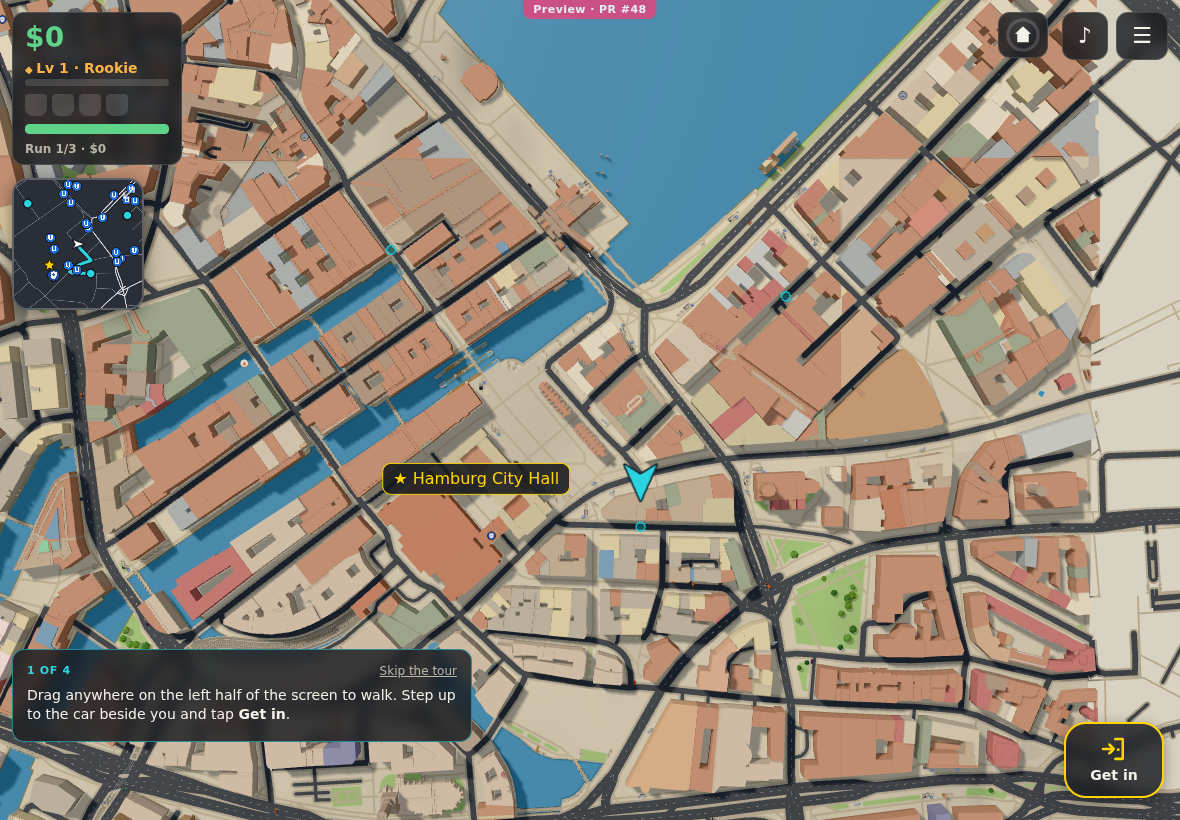 Preview · PR #48
$0
Lv 1 · Rookie
Run 1/3 · $0
★ Hamburg City Hall
1 OF 4
Skip the tour
Drag anywhere on the left half of the screen to walk. Step up
to the car beside you and tap Get in.
Get in